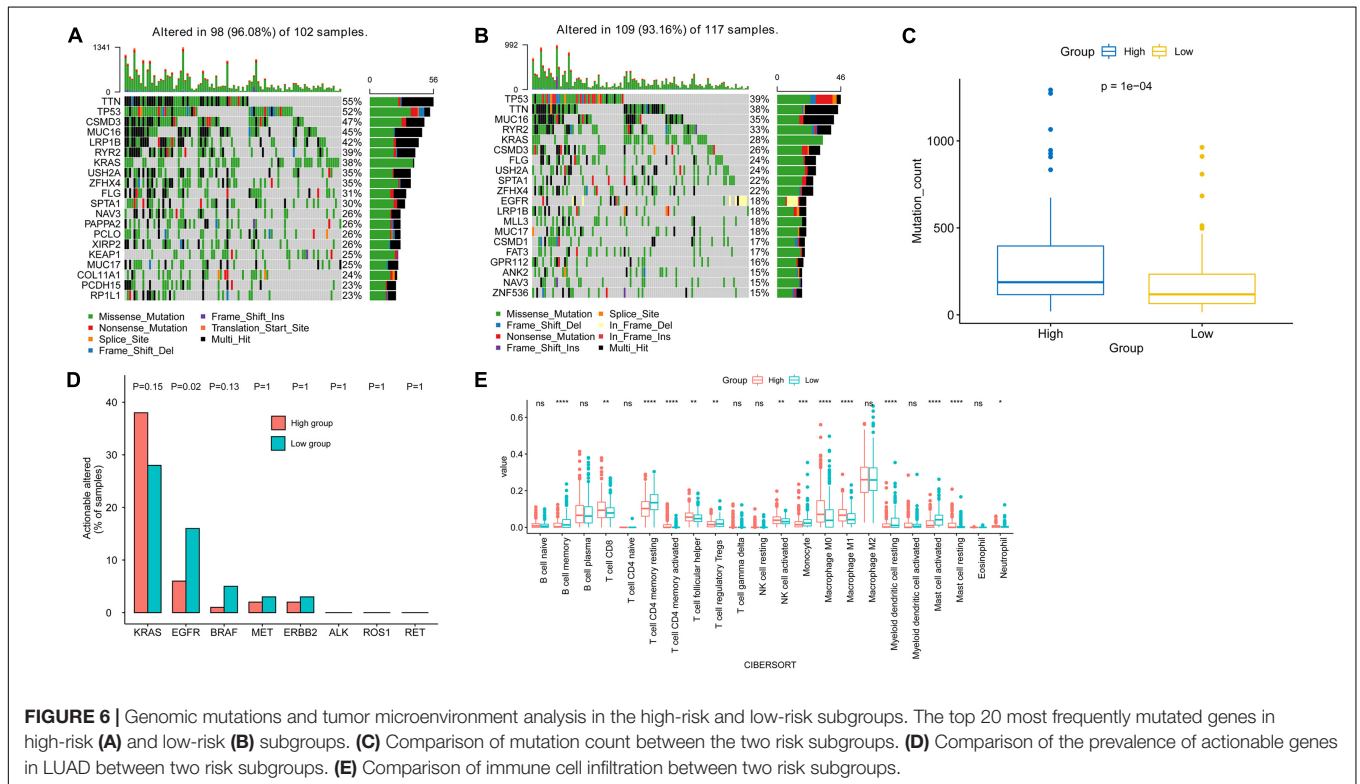 A
Altered in 98 (96.08%) of 102 samples.
1341
0
0 56
TTN 55%
TP53 52%
CSMD3 47%
MUC16 45%
LRP1B 42%
RYR2 39%
KRAS 38%
USH2A 35%
ZFHX4 35%
FLG 31%
SPTA1 30%
NAV3 26%
PAPPA2 26%
PCLO 26%
XIRP2 26%
KEAP1 25%
MUC17 25%
COL11A1 24%
PCDH15 23%
RP1L1 23%
Missense_Mutation Frame_Shift_Ins
Nonsense_Mutation Translation_Start_Site
Splice_Site Multi_Hit
Frame_Shift_Del
B
Altered in 109 (93.16%) of 117 samples.
992
0
0 46
TP53 39%
TTN 38%
MUC16 35%
RYR2 33%
KRAS 28%
CSMD3 26%
FLG 24%
USH2A 24%
SPTA1 22%
ZFHX4 22%
EGFR 18%
LRP1B 18%
MLL3 18%
MUC17 18%
CSMD1 17%
FAT3 17%
GPR112 16%
ANK2 15%
NAV3 15%
ZNF536 15%
Missense_Mutation Splice_Site
Frame_Shift_Del In_Frame_Del
Nonsense_Mutation In_Frame_Ins
Frame_Shift_Ins Multi_Hit
C
Group High Low
p = 1e−04
1000
500
0
Mutation_count
High Low
Group
D
P=0.15 P=0.02 P=0.13 P=1 P=1 P=1 P=1 P=1
40
30
20
10
0
Actionable altered
(% of samples)
High group
Low group
KRAS EGFR BRAF MET ERBB2 ALK ROS1 RET
E
Group High Low
ns **** ns ** ns **** **** ** ** ns ns ** *** **** **** ns **** ns **** **** ns *
0.6
0.4
0.2
0.0
value
B cell naive
B cell memory
B cell plasma
T cell CD8
T cell CD4 naive
T cell CD4 memory resting
T cell CD4 memory activated
T cell follicular helper
T cell regulatory Tregs
T cell gamma delta
NK cell resting
NK cell activated
Monocyte
Macrophage M0
Macrophage M1
Macrophage M2
Myeloid dendritic cell resting
Myeloid dendritic cell activated
Mast cell activated
Mast cell resting
Eosinophil
Neutrophil
CIBERSORT
FIGURE 6 | Genomic mutations and tumor microenvironment analysis in the high-risk and low-risk subgroups. The top 20 most frequently mutated genes in
high-risk (A) and low-risk (B) subgroups. (C) Comparison of mutation count between the two risk subgroups. (D) Comparison of the prevalence of actionable genes
in LUAD between two risk subgroups. (E) Comparison of immune cell infiltration between two risk subgroups.